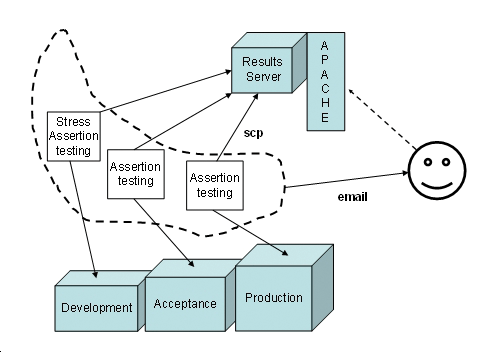 Results
Server
A
P
A
C
H
E
Stress
Assertion
testing
scp
Assertion
testing
Assertion
testing
email
Development
Acceptance
Production